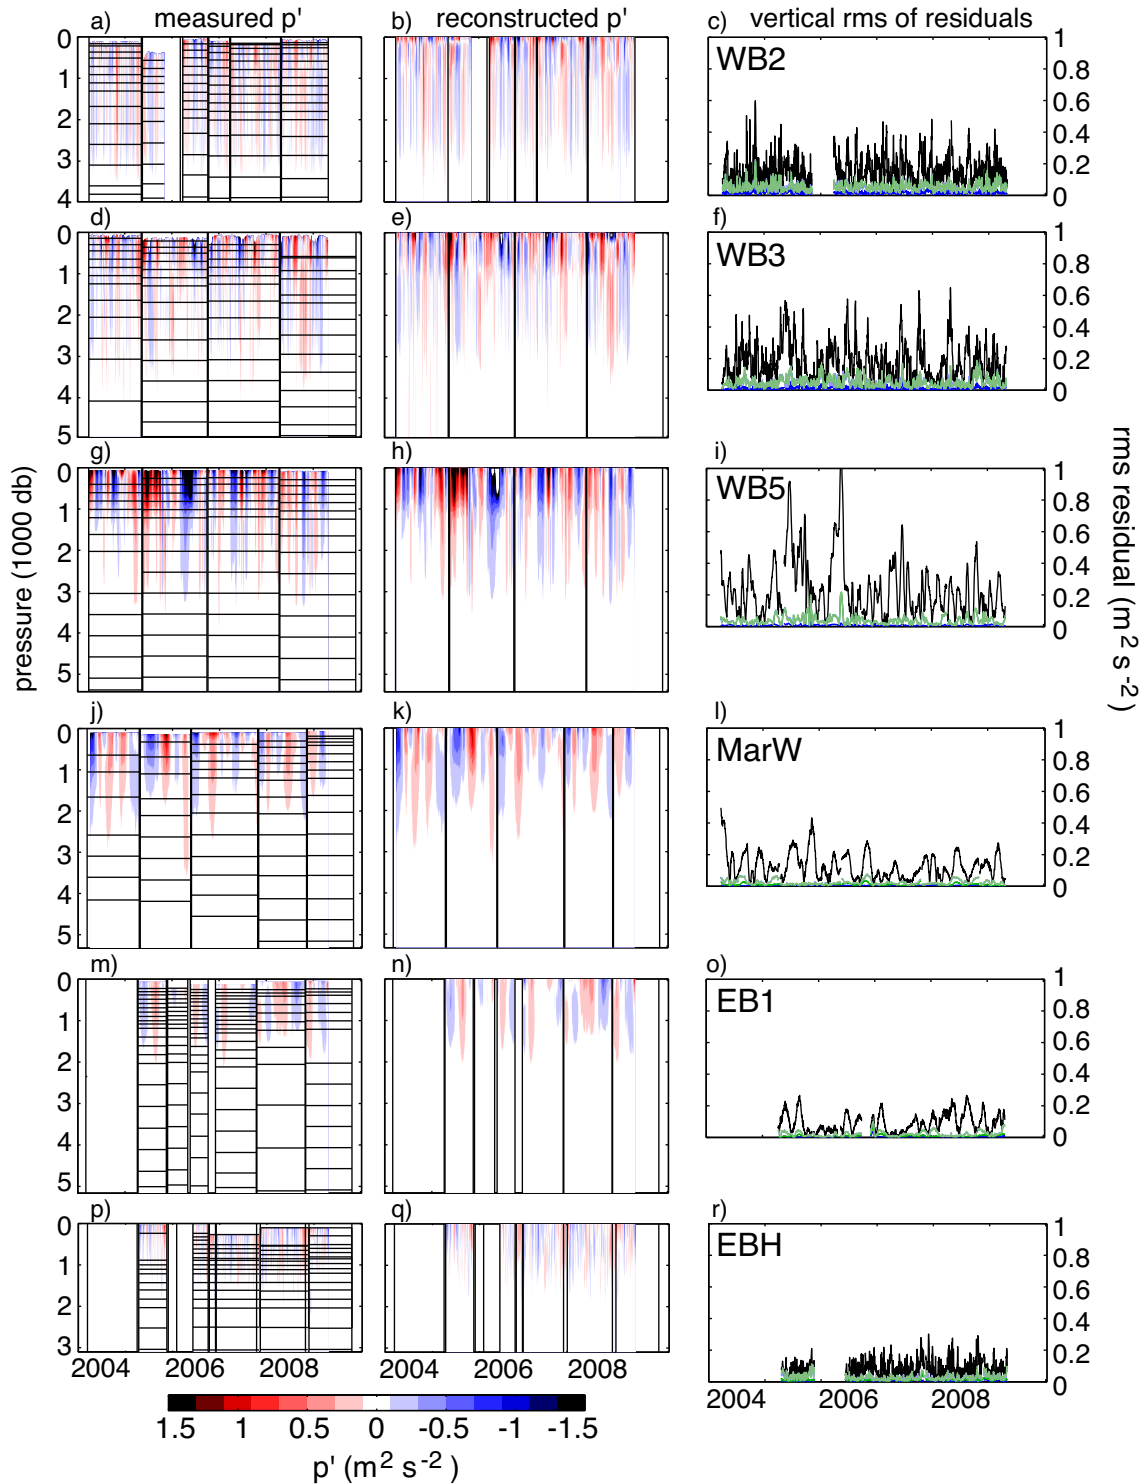 a) measured p' b) reconstructed p' c) vertical rms of residuals
0 1 2 3 4
WB2
1 0.8 0.6 0.4 0.2 0
d) e) f)
0 1 2 3 4 5
WB3
1 0.8 0.6 0.4 0.2 0
g) h) i)
0 1 2 3 4 5
WB5
1 0.8 0.6 0.4 0.2 0
pressure (1000 db)
rms residual (m² s⁻²)
j) k) l)
0 1 2 3 4 5
MarW
1 0.8 0.6 0.4 0.2 0
m) n) o)
0 1 2 3 4 5
EB1
1 0.8 0.6 0.4 0.2 0
p) q) r)
0 1 2 3
EBH
1 0.8 0.6 0.4 0.2 0
2004 2006 2008 2004 2006 2008 2004 2006 2008
1.5 1 0.5 0 -0.5 -1 -1.5
p' (m² s⁻²)